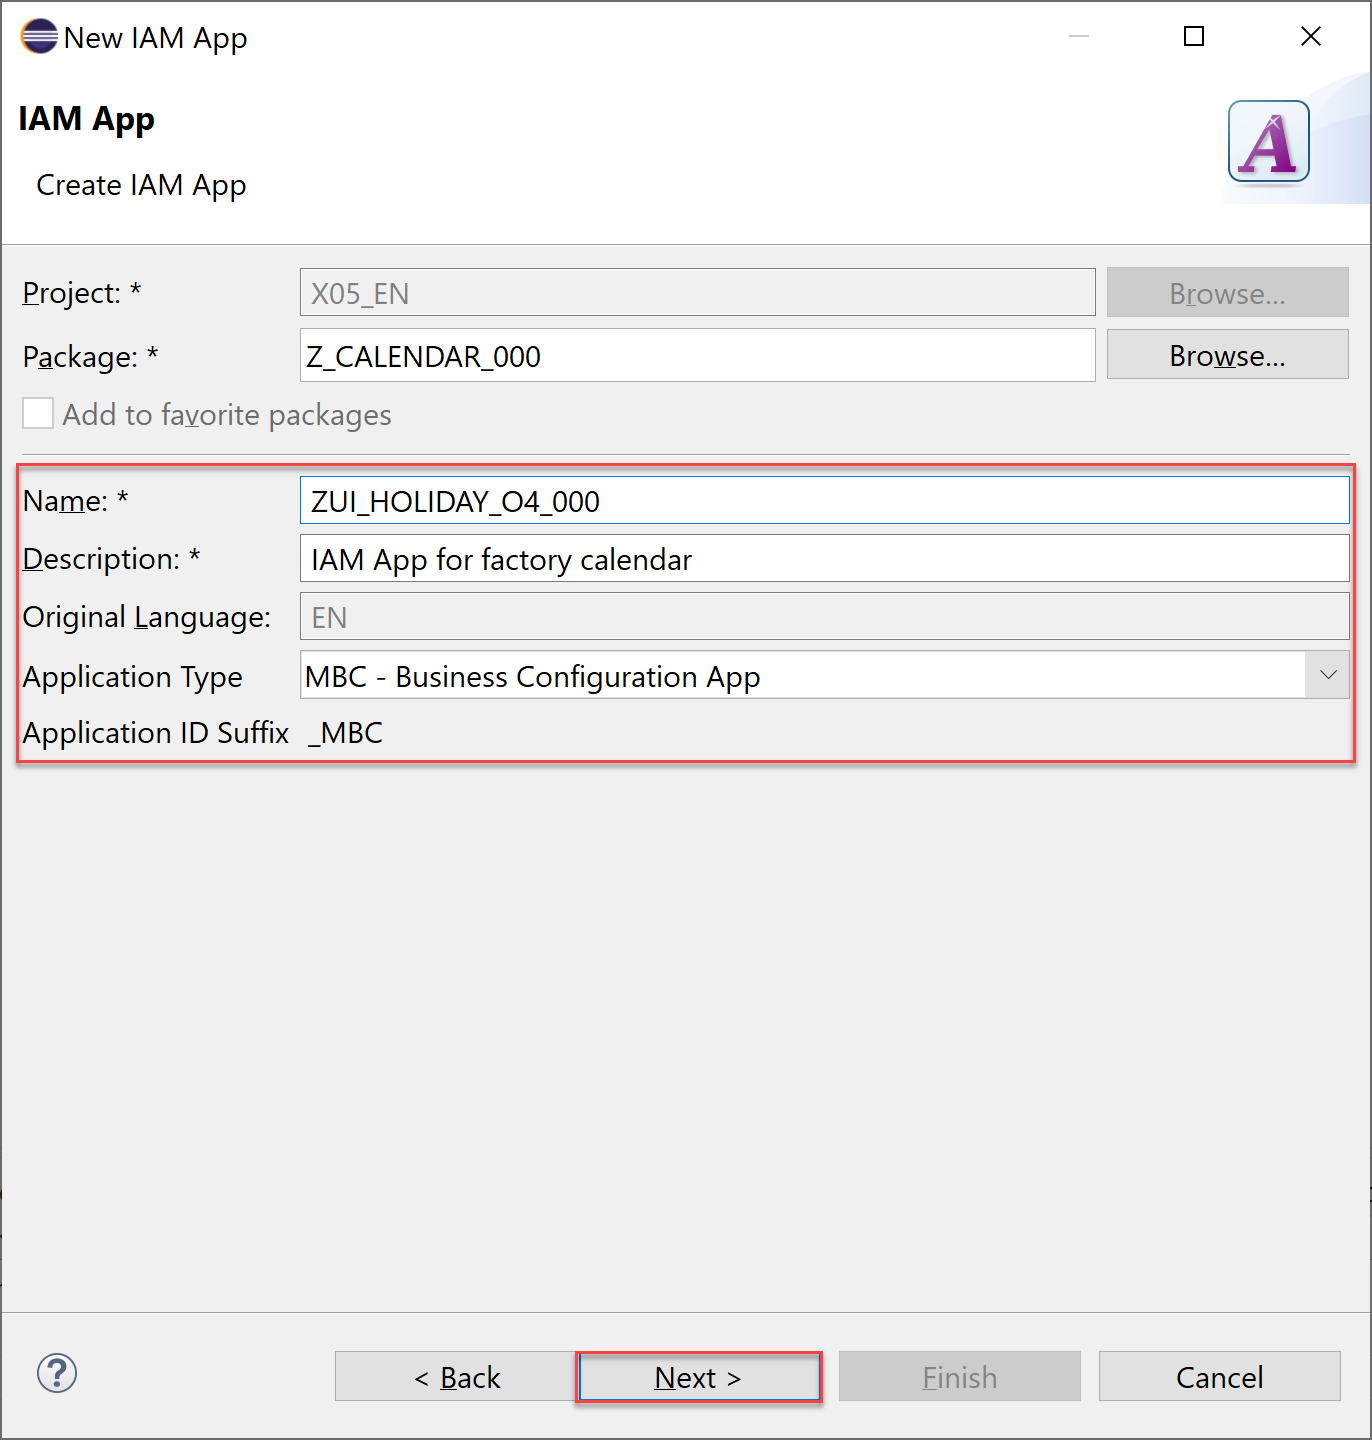 New IAM App
IAM App
Create IAM App
A
Project: * X05_EN Browse...
Package: * Z_CALENDAR_000 Browse...
Add to favorite packages
Name: * ZUI_HOLIDAY_O4_000
Description: * IAM App for factory calendar
Original Language: EN
Application Type MBC - Business Configuration App
Application ID Suffix _MBC
? < Back Next > Finish Cancel